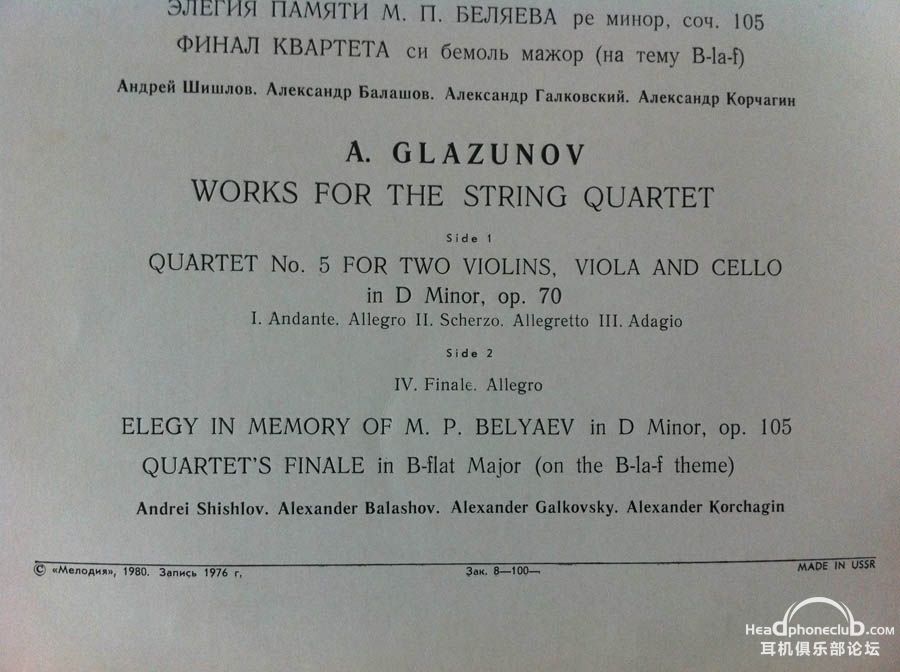 ЭЛЕГИЯ ПАМЯТИ М. П. БЕЛЯЕВА ре минор, соч. 105
ФИНАЛ КВАРТЕТА си бемоль мажор (на тему B-la-f)
Андрей Шишлов. Александр Балашов. Александр Галковский. Александр Корчагин
A. GLAZUNOV
WORKS FOR THE STRING QUARTET
Side 1
QUARTET No. 5 FOR TWO VIOLINS, VIOLA AND CELLO
in D Minor, op. 70
I. Andante. Allegro II. Scherzo. Allegretto III. Adagio
Side 2
IV. Finale. Allegro
ELEGY IN MEMORY OF M. P. BELYAEV in D Minor, op. 105
QUARTET'S FINALE in B-flat Major (on the B-la-f theme)
Andrei Shishlov. Alexander Balashov. Alexander Galkovsky. Alexander Korchagin
© «Мелодия», 1980. Запись 1976 г. Зак. 8—100— MADE IN USSR
Headphoneclub.com
耳机俱乐部论坛